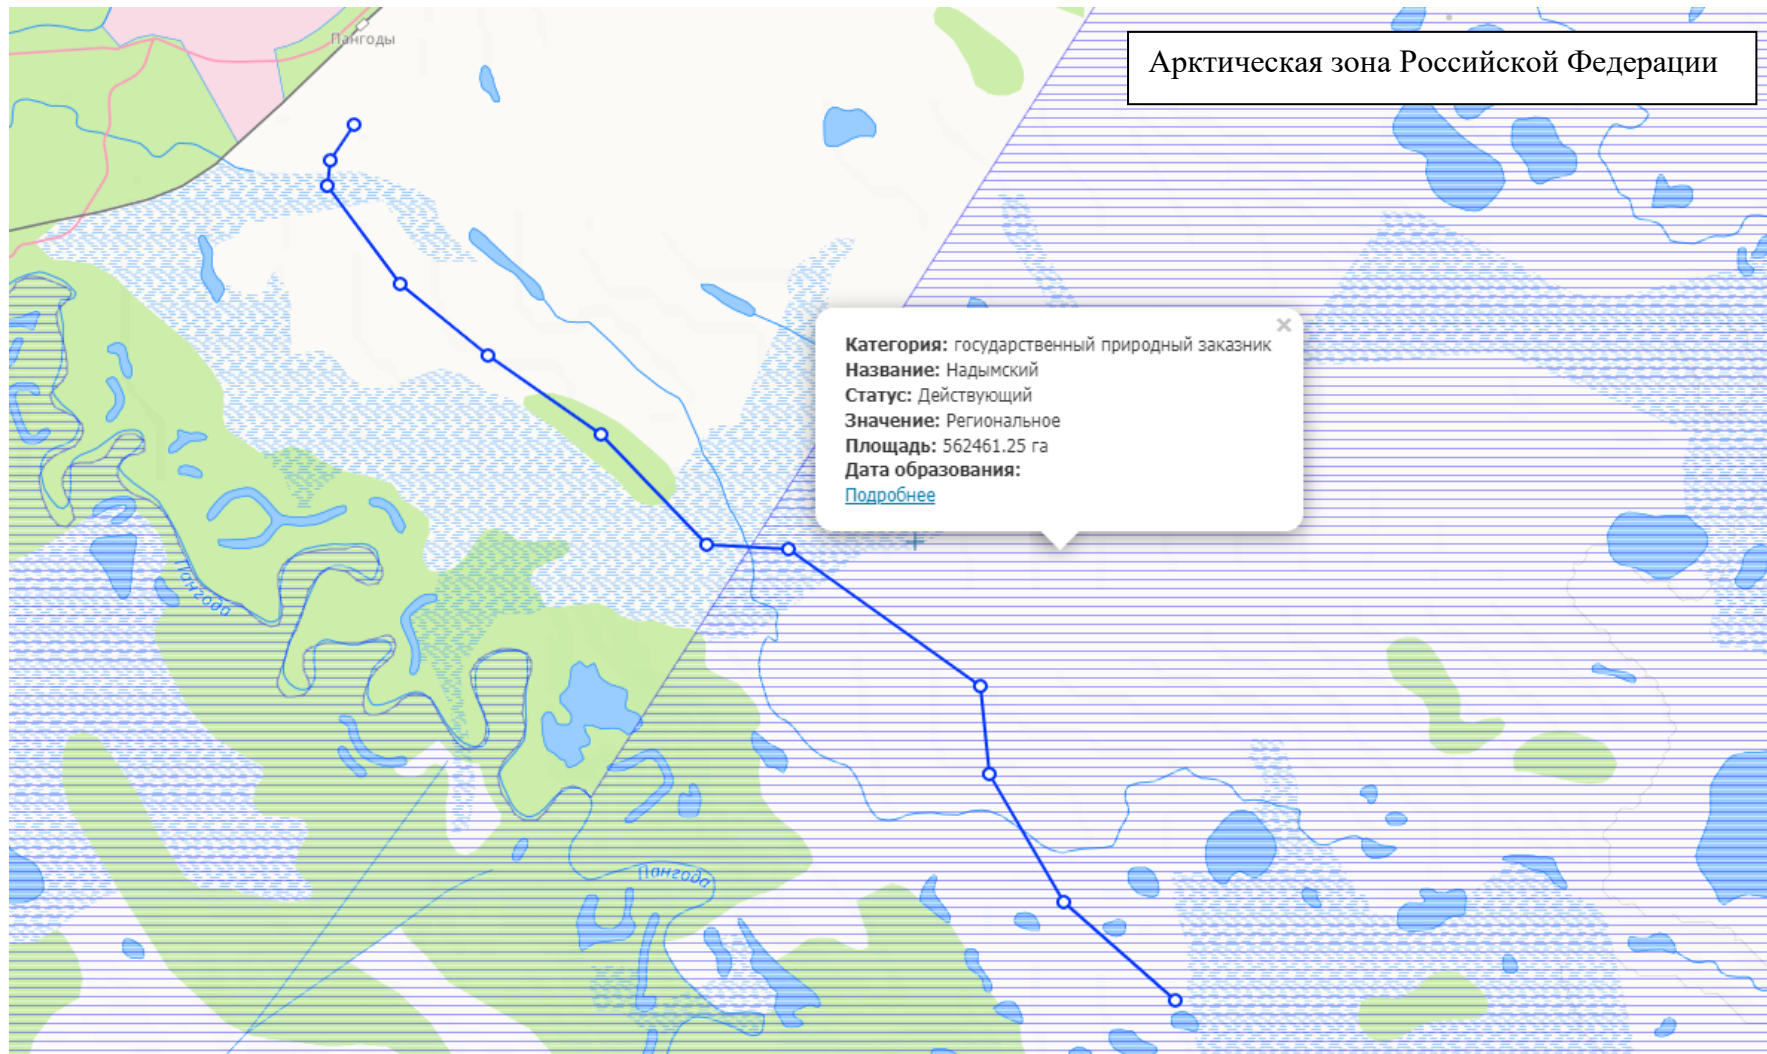 Пангоды
Арктическая зона Российской Федерации
Категория: государственный природный заказник
Название: Надымский
Статус: Действующий
Значение: Региональное
Площадь: 562461.25 га
Дата образования:
Подробнее
Пангода
Пангода